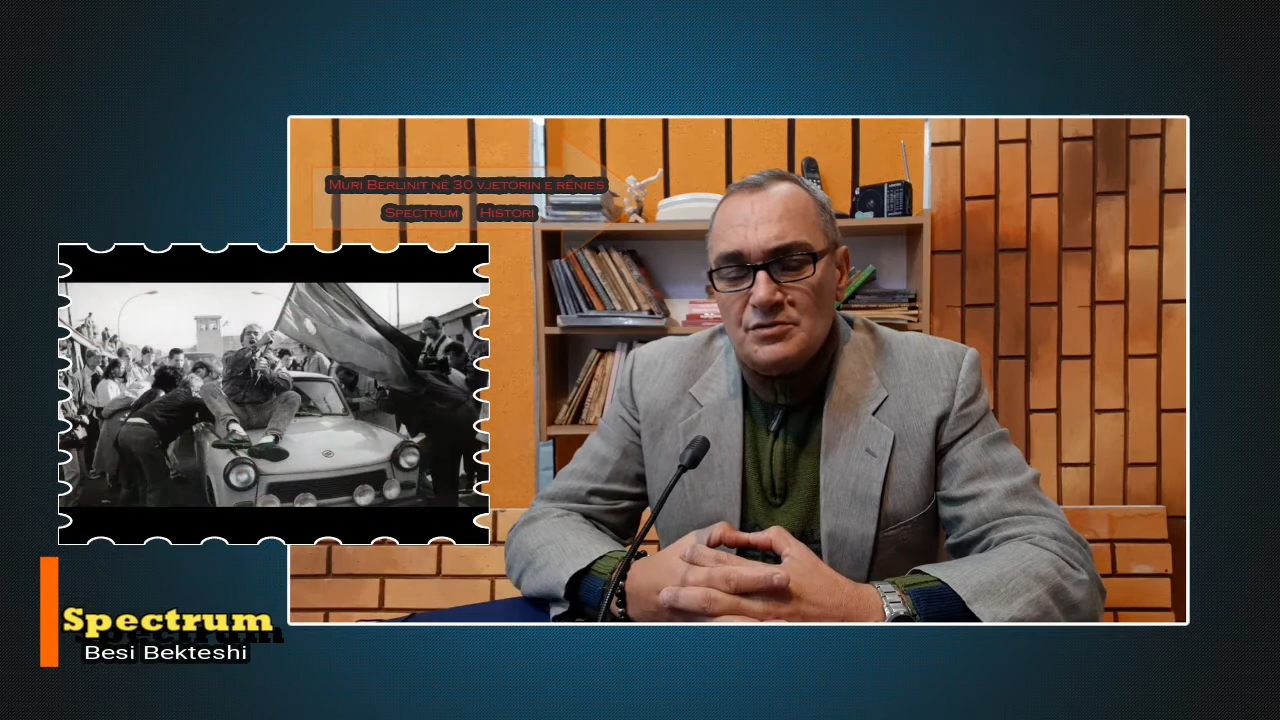 Muri Berlinit në 30 vjetorin e rënies
Spectrum Histori
Spectrum
Besi Bekteshi